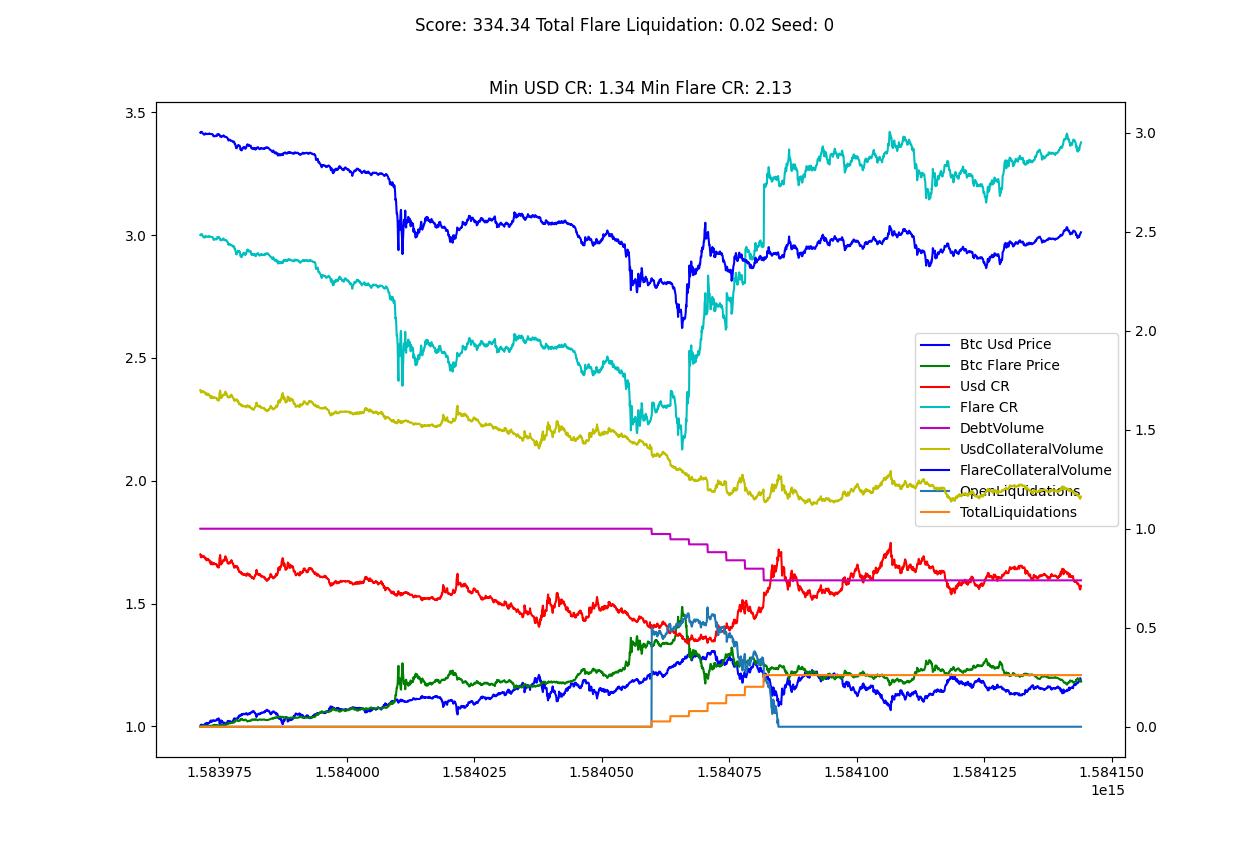 Score: 334.34 Total Flare Liquidation: 0.02 Seed: 0
Min USD CR: 1.34 Min Flare CR: 2.13
3.5
3.0
2.5
2.0
1.5
1.0
3.0
2.5
2.0
1.5
1.0
0.5
0.0
Btc Usd Price
Btc Flare Price
Usd CR
Flare CR
DebtVolume
UsdCollateralVolume
FlareCollateralVolume
OpenLiquidations
TotalLiquidations
1.583975 1.584000 1.584025 1.584050 1.584075 1.584100 1.584125 1.584150
1e15